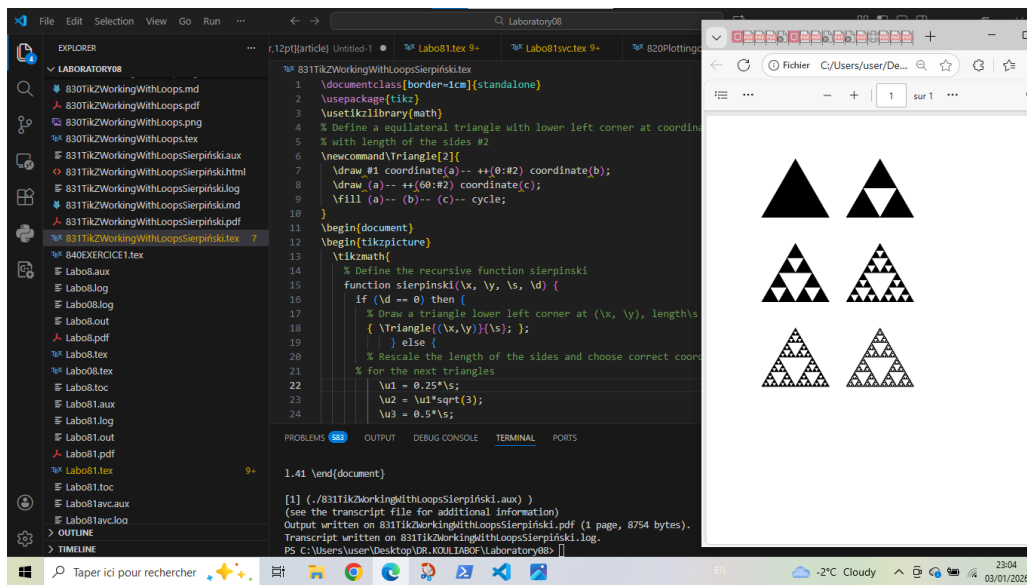 File Edit Selection View Go Run ··· Laboratory08
EXPLORER ···
LABORATORY08
830TikZWorkingWithLoops.md
830TikZWorkingWithLoops.pdf
830TikZWorkingWithLoops.png
830TikZWorkingWithLoops.tex
831TikZWorkingWithLoopsSierpiński.aux
831TikZWorkingWithLoopsSierpiński.html
831TikZWorkingWithLoopsSierpiński.log
831TikZWorkingWithLoopsSierpiński.md
831TikZWorkingWithLoopsSierpiński.pdf
831TikZWorkingWithLoopsSierpiński.tex 7
840EXERCICE1.tex
Labo8.aux
Labo8.log
Labo08.log
Labo8.out
Labo8.pdf
Labo8.tex
Labo08.tex
Labo8.toc
Labo81.aux
Labo81.log
Labo81.out
Labo81.pdf
Labo81.tex 9+
Labo81.toc
Labo81avc.aux
Labo81avc.log
OUTLINE
TIMELINE
r,12pt]{article} Untitled-1 Labo81.tex 9+ Labo81svc.tex 9+ 820Plottingc
831TikZWorkingWithLoopsSierpiński.tex
1 \documentclass[border=1cm]{standalone}
2 \usepackage{tikz}
3 \usetikzlibrary{math}
4 % Define a equilateral triangle with lower left corner at coordina
5 % with length of the sides #2
6 \newcommand\Triangle[2]{
7 \draw #1 coordinate(a)-- ++(0:#2) coordinate(b);
8 \draw (a)-- ++(60:#2) coordinate(c);
9 \fill (a)-- (b)-- (c)-- cycle;
10 }
11 \begin{document}
12 \begin{tikzpicture}
13 \tikzmath{
14 % Define the recursive function sierpinski
15 function sierpinski(\x, \y, \s, \d) {
16 if (\d == 0) then {
17 % Draw a triangle lower left corner at (\x, \y), length\s
18 { \Triangle{(\x,\y)}{\s}; };
19 } else {
20 % Rescale the length of the sides and choose correct coord
21 % for the next triangles
22 \u1 = 0.25*\s;
23 \u2 = \u1*sqrt(3);
24 \u3 = 0.5*\s;
PROBLEMS 583 OUTPUT DEBUG CONSOLE TERMINAL PORTS
l.41 \end{document}
[1] (./831TikZWorkingWithLoopsSierpiński.aux) )
(see the transcript file for additional information)
Output written on 831TikZWorkingWithLoopsSierpiński.pdf (1 page, 8754 bytes).
Transcript written on 831TikZWorkingWithLoopsSierpiński.log.
PS C:\Users\user\Desktop\DR.KOULIABOF\Laboratory08>
Fichier C:/Users/user/De...
1 sur 1 ···
4
Taper ici pour rechercher
-2°C Cloudy
23:04
03/01/2026